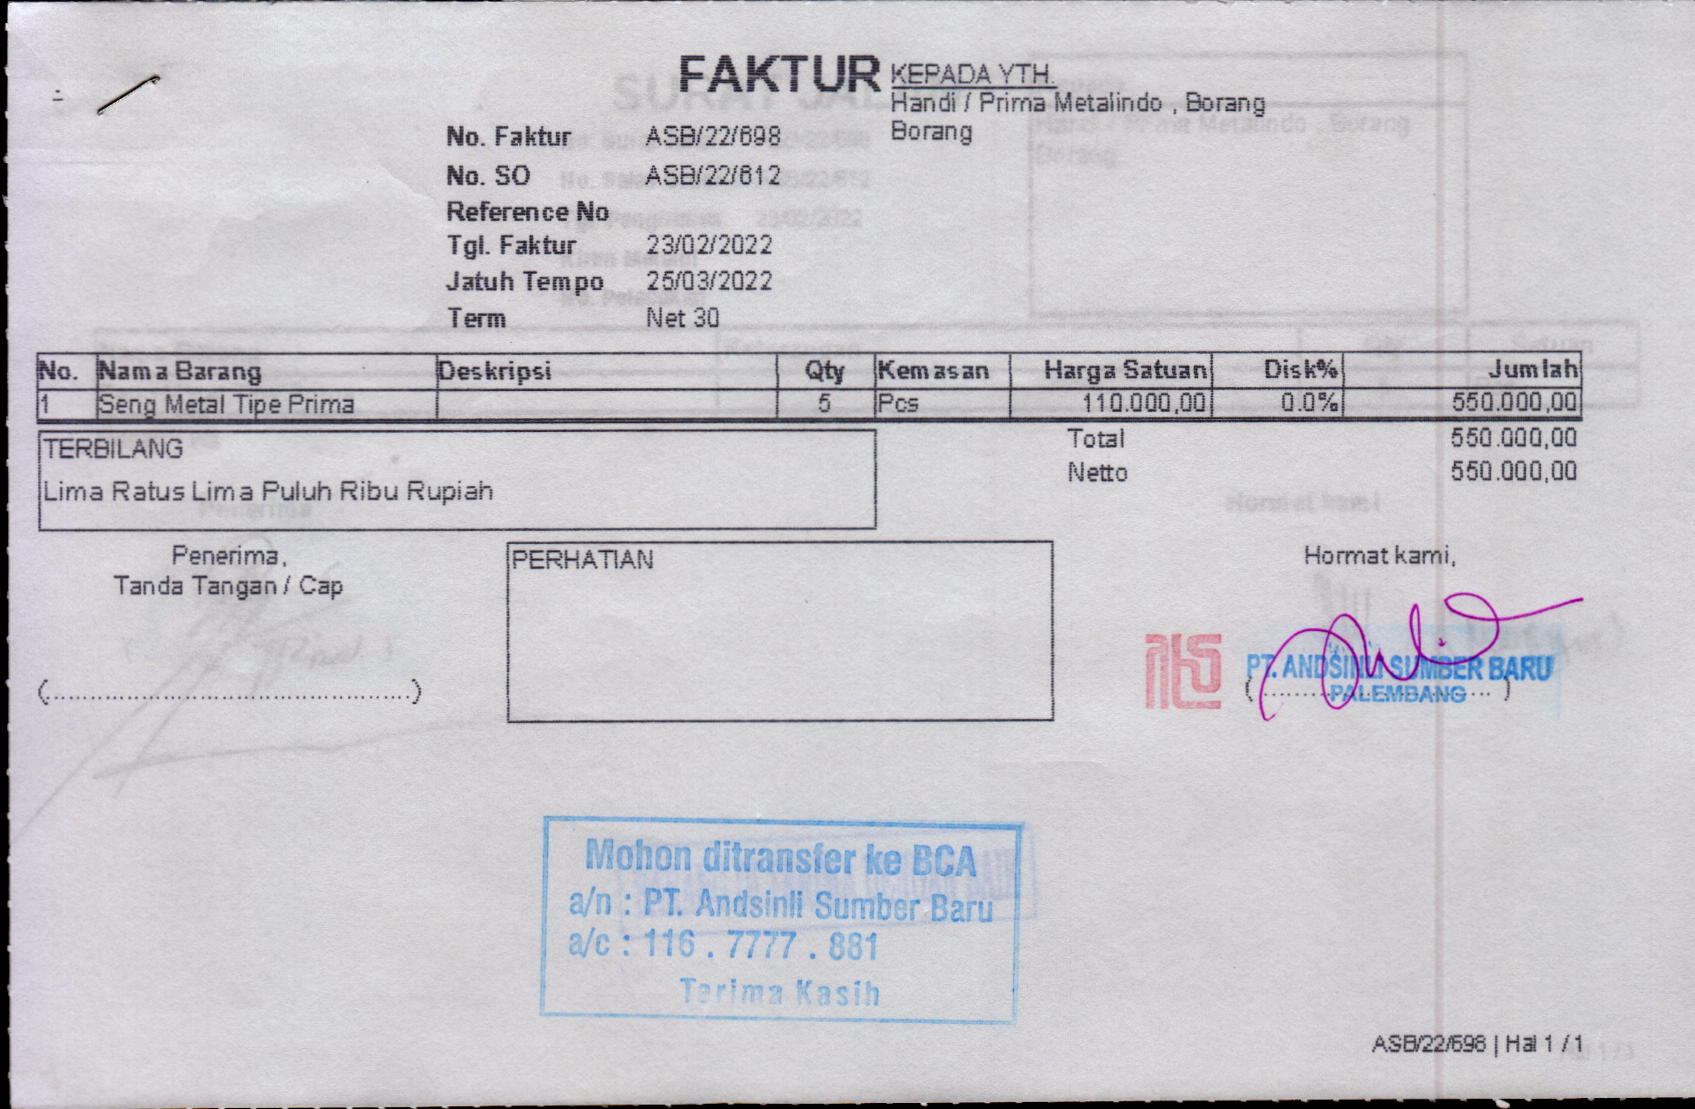 FAKTUR
KEPADA YTH.
Handi / Prima Metalindo , Borang
Borang
No. Faktur ASB/22/698
No. SO ASB/22/612
Reference No
Tgl. Faktur 23/02/2022
Jatuh Tempo 25/03/2022
Term Net 30
No. Nama Barang Deskripsi Qty Kemasan Harga Satuan Disk% Jumlah
1 Seng Metal Tipe Prima 5 Pcs 110.000,00 0.0% 550.000,00
TERBILANG
Lima Ratus Lima Puluh Ribu Rupiah
Total 550.000,00
Netto 550.000,00
Penerima,
Tanda Tangan / Cap
(..........................................)
PERHATIAN
Hormat kami,
PT. ANDSINLI SUMBER BARU
PALEMBANG
Mohon ditransfer ke BCA
a/n : PT. Andsinli Sumber Baru
a/c : 116 . 7777 . 881
Terima Kasih
ASB/22/698 | Hal 1 / 1